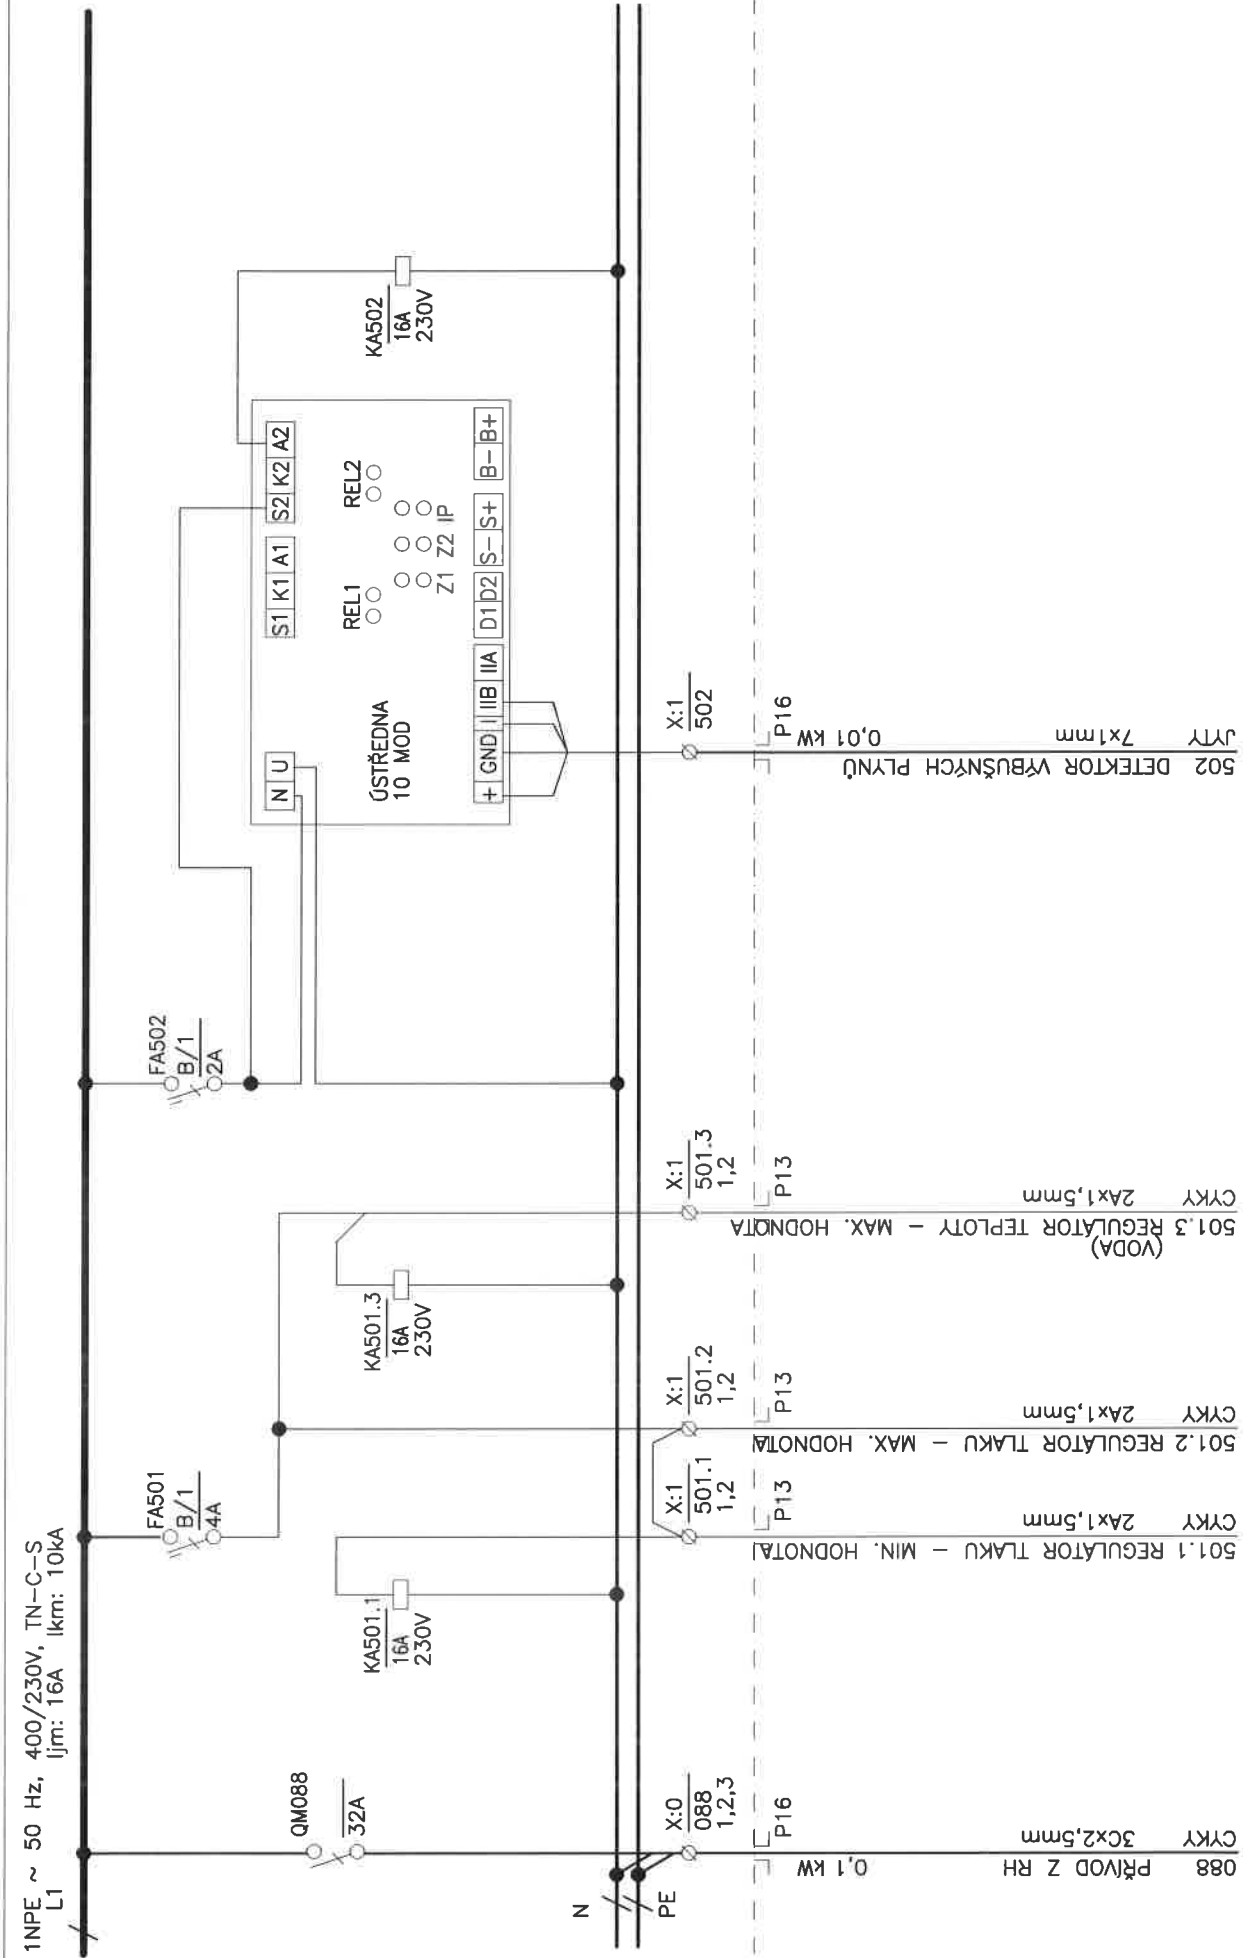 1NPE ~ 50 Hz, 400/230V, TN-C-S
L1
Ijm: 16A Ikm: 10kA
QM088
32A
FA501
B/1
4A
FA502
B/1
2A
KA501.1
16A
230V
KA501.3
16A
230V
KA502
16A
230V
N U
S1 K1 A1
S2 K2 A2
ÚSTŘEDNA
10 MOD
REL1
REL2
Z1 Z2 IP
+ GND I IIB IIA
D1 D2
S- S+
B- B+
N
PE
X:0
088
1,2,3
X:1
501.1
1,2
X:1
501.2
1,2
X:1
501.3
1,2
X:1
502
P16
P13
P13
P13
P16
088 PŘÍVOD Z RH
CYKY 3Cx2,5mm 0,1 kW
501.1 REGULÁTOR TLAKU - MIN. HODNOTA
CYKY 2Ax1,5mm
501.2 REGULÁTOR TLAKU - MAX. HODNOTA
CYKY 2Ax1,5mm
501.3 REGULÁTOR TEPLOTY - MAX. HODNOTA
(VODA)
CYKY 2Ax1,5mm
502 DETEKTOR VÝBUŠNÝCH PLYNŮ
JYTY 7x1mm 0,01 kW